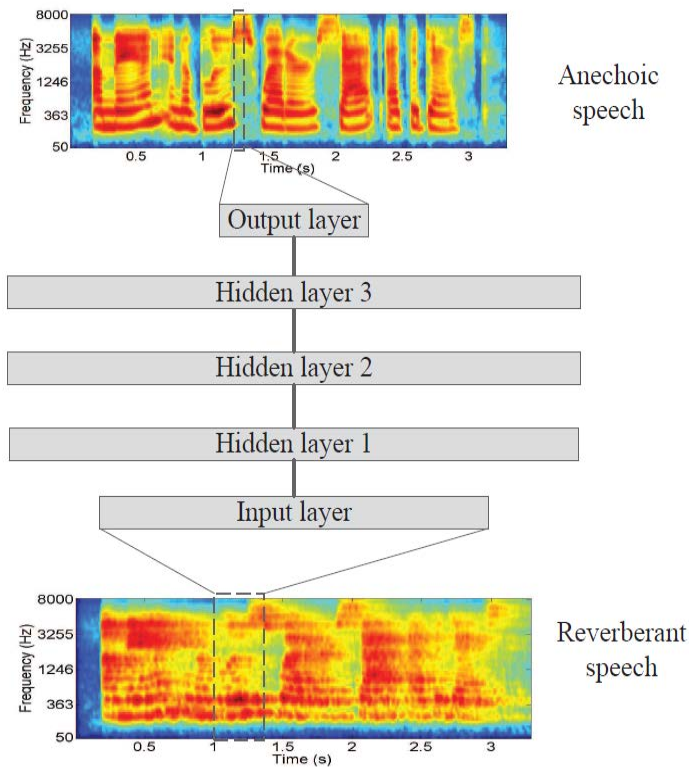 8000
3255
1246
363
50
Frequency (Hz)
0.5 1 1.5 2 2.5 3
Time (s)
Anechoic
speech
Output layer
Hidden layer 3
Hidden layer 2
Hidden layer 1
Input layer
8000
3255
1246
363
50
Frequency (Hz)
0.5 1 1.5 2 2.5 3
Time (s)
Reverberant
speech